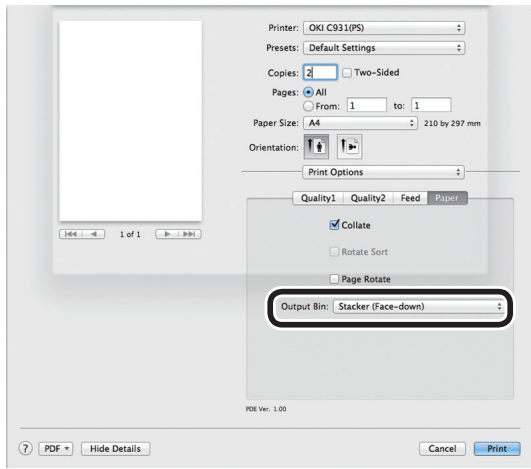 Printer: OKI C931(PS)
Presets: Default Settings
Copies: 2 Two-Sided
Pages: All
From: 1 to: 1
Paper Size: A4 210 by 297 mm
Orientation:
Print Options
Quality1 Quality2 Feed Paper
Collate
1 of 1
Rotate Sort
Page Rotate
Output Bin: Stacker (Face-down)
PDE Ver. 1.00
? PDF Hide Details Cancel Print